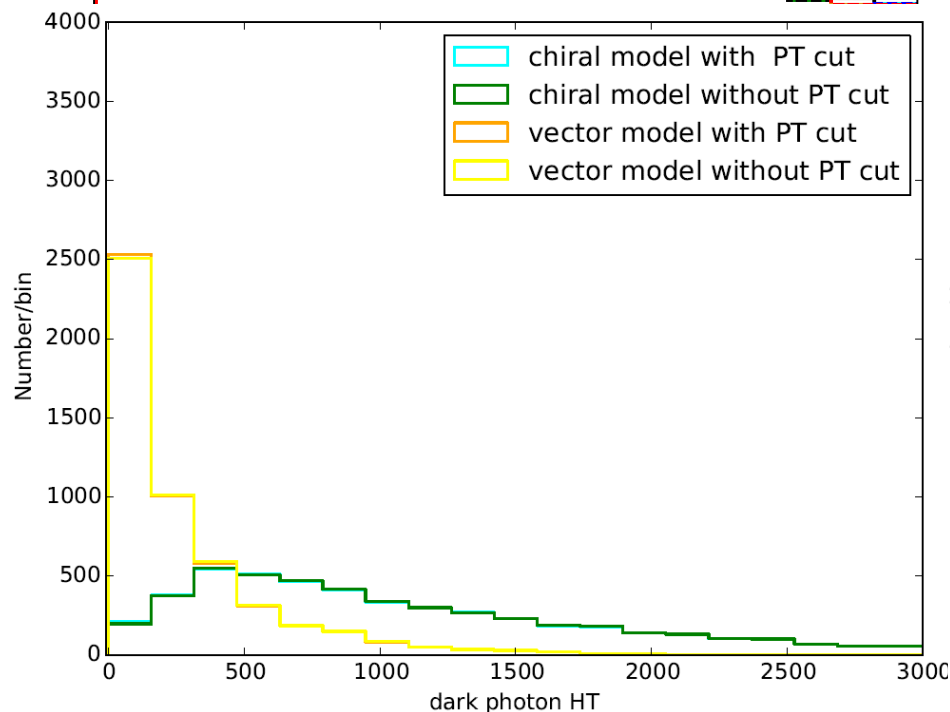 4000
3500
3000
2500
2000
1500
1000
500
0
Number/bin
chiral model with  PT cut
chiral model without PT cut
vector model with PT cut
vector model without PT cut
0 500 1000 1500 2000 2500 3000
dark photon HT